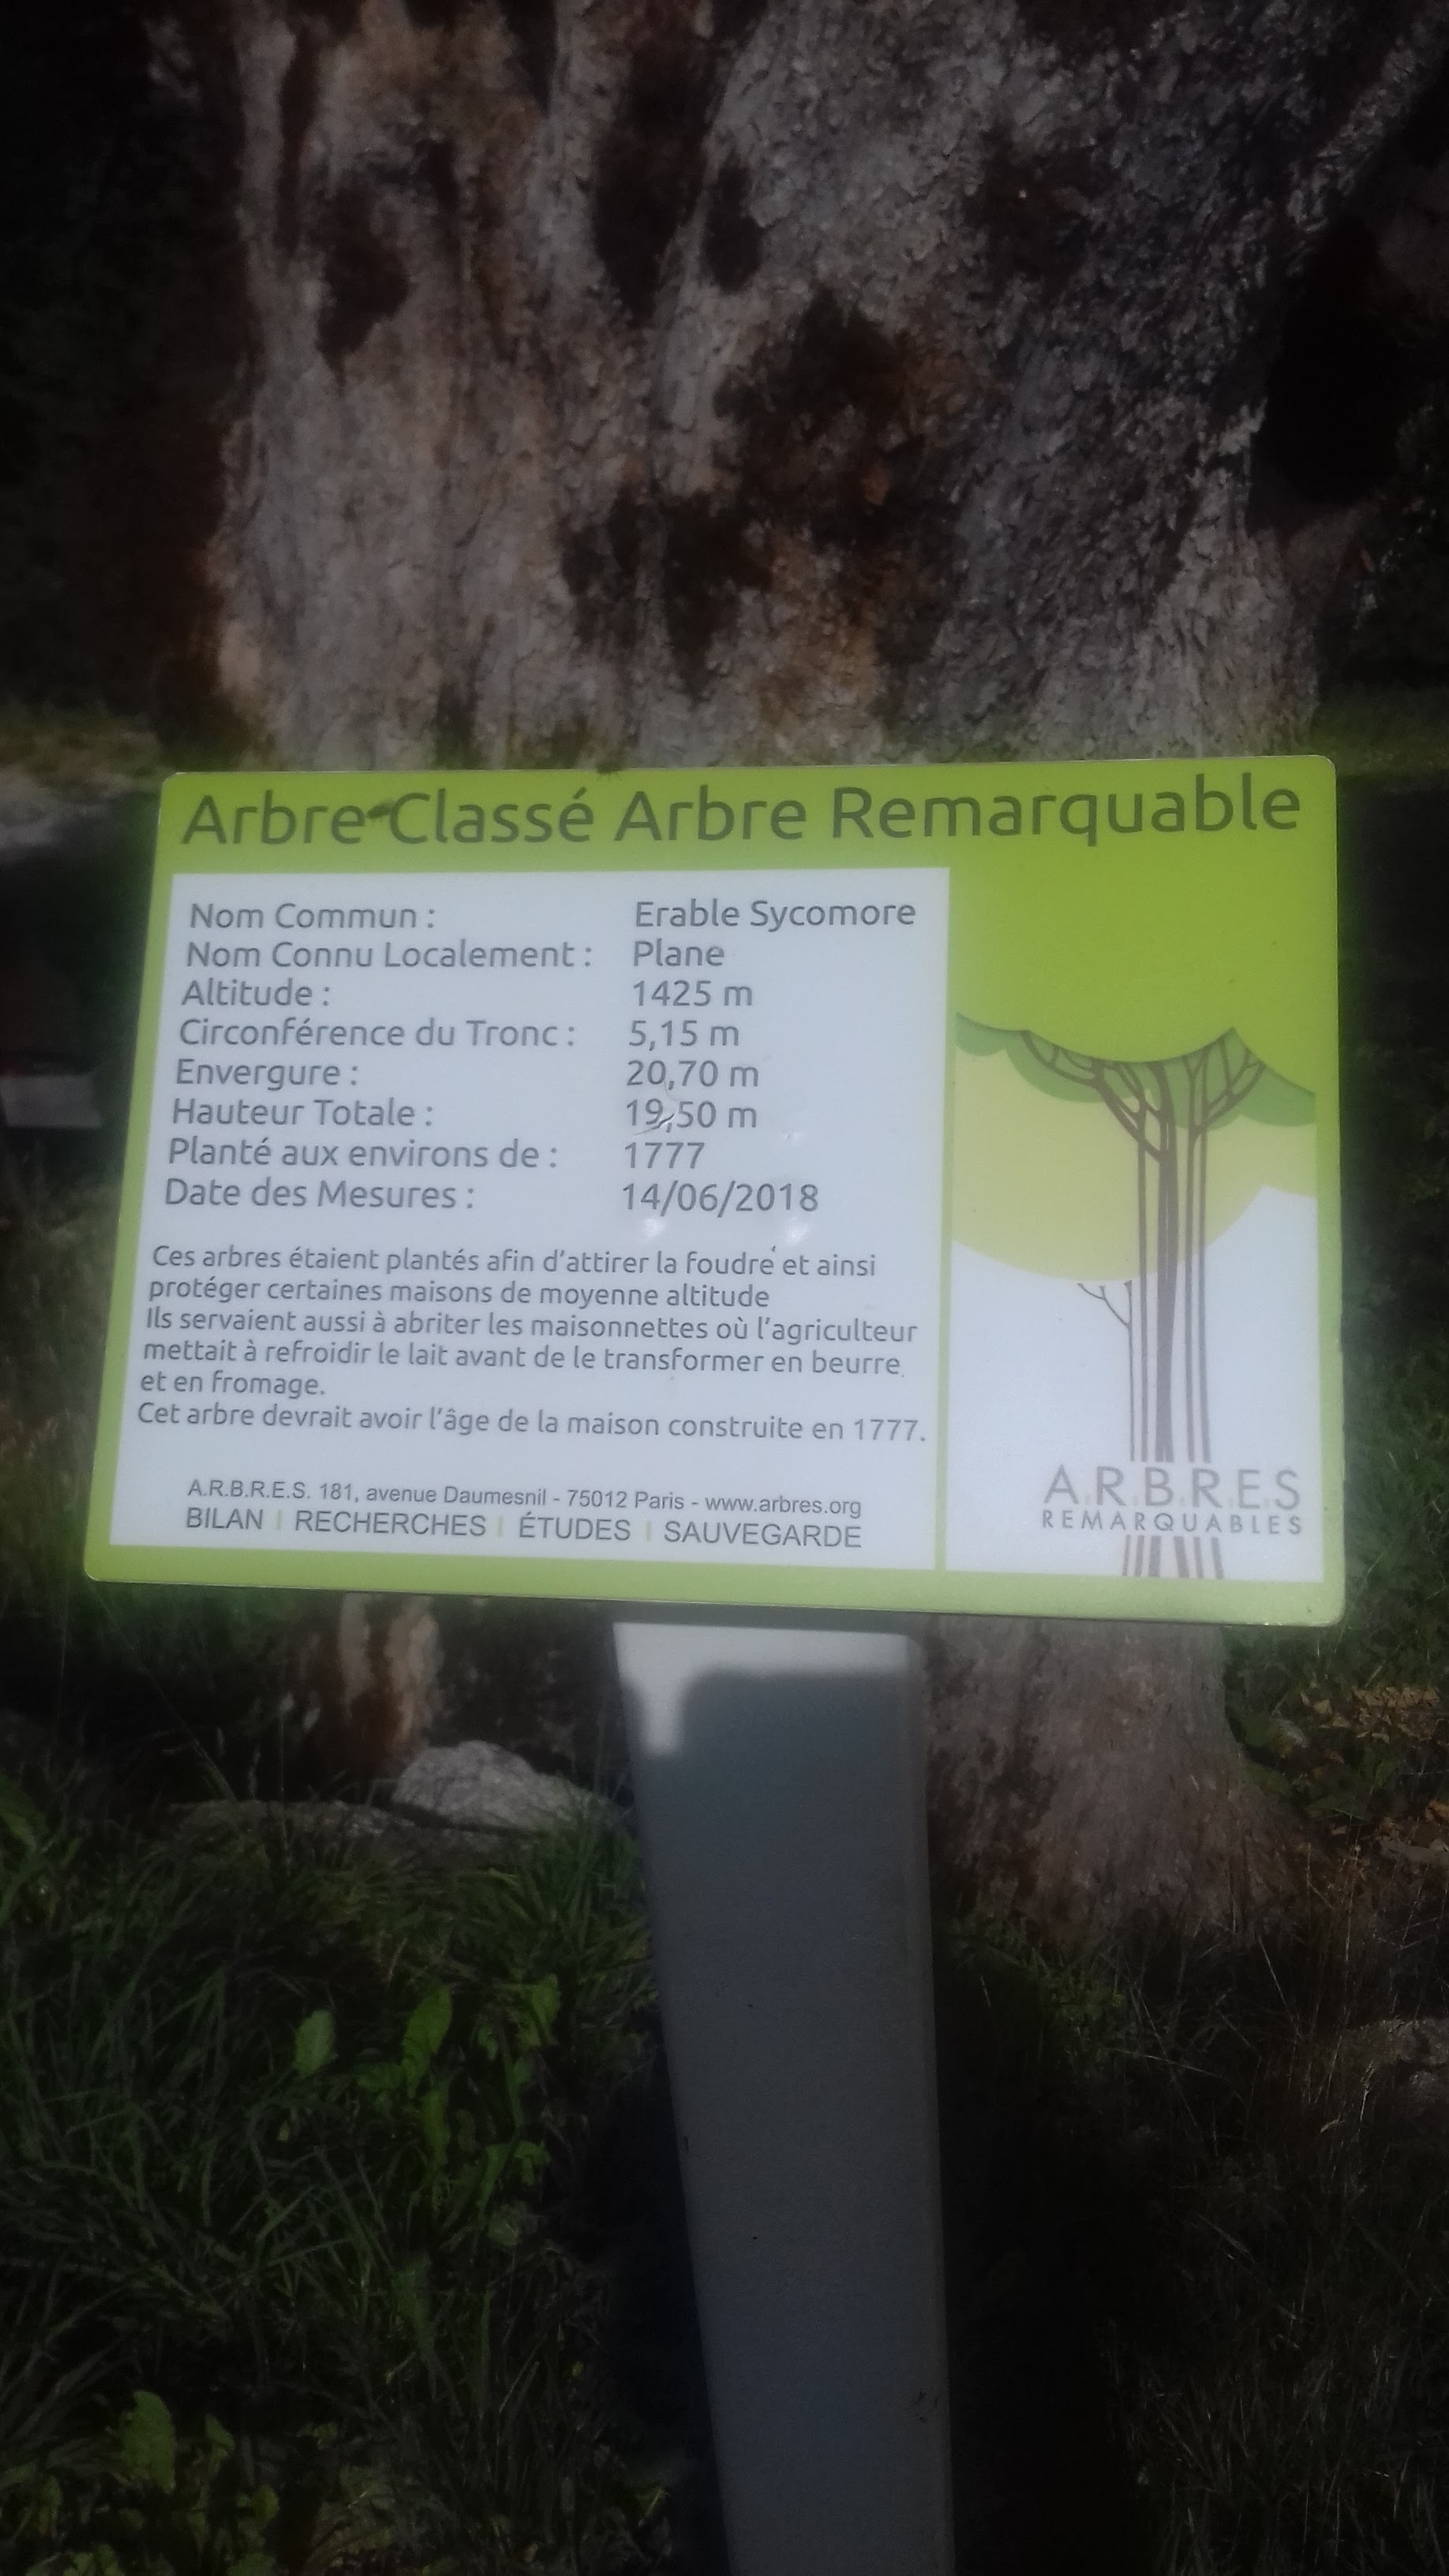 Arbre Classé Arbre Remarquable
Nom Commun : Erable Sycomore
Nom Connu Localement : Plane
Altitude : 1425 m
Circonférence du Tronc : 5,15 m
Envergure : 20,70 m
Hauteur Totale : 19,50 m
Planté aux environs de : 1777
Date des Mesures : 14/06/2018
Ces arbres étaient plantés afin d'attirer la foudre et ainsi
protéger certaines maisons de moyenne altitude
Ils servaient aussi à abriter les maisonnettes où l'agriculteur
mettait à refroidir le lait avant de le transformer en beurre
et en fromage.
Cet arbre devrait avoir l'âge de la maison construite en 1777.
A.R.B.R.E.S. 181, avenue Daumesnil - 75012 Paris - www.arbres.org
BILAN | RECHERCHES | ÉTUDES | SAUVEGARDE
A.R.B.R.E.S
REMARQUABLES